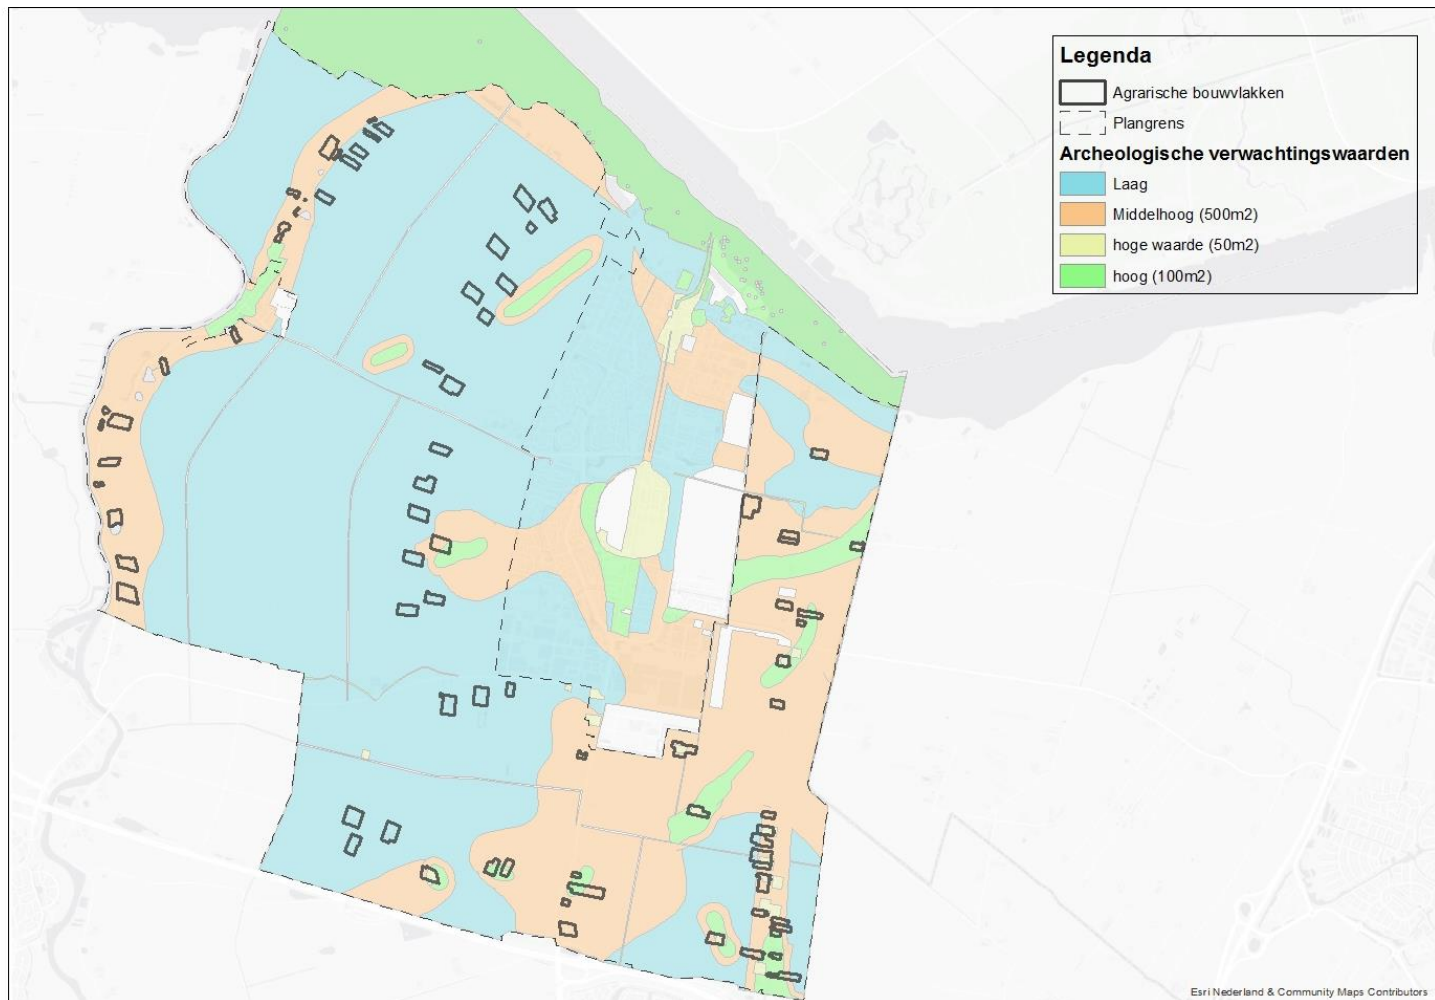 Legenda
Agrarische bouwvlakken
Plangrens
Archeologische verwachtingswaarden
Laag
Middelhoog (500m2)
hoge waarde (50m2)
hoog (100m2)
Esri Nederland & Community Maps Contributors